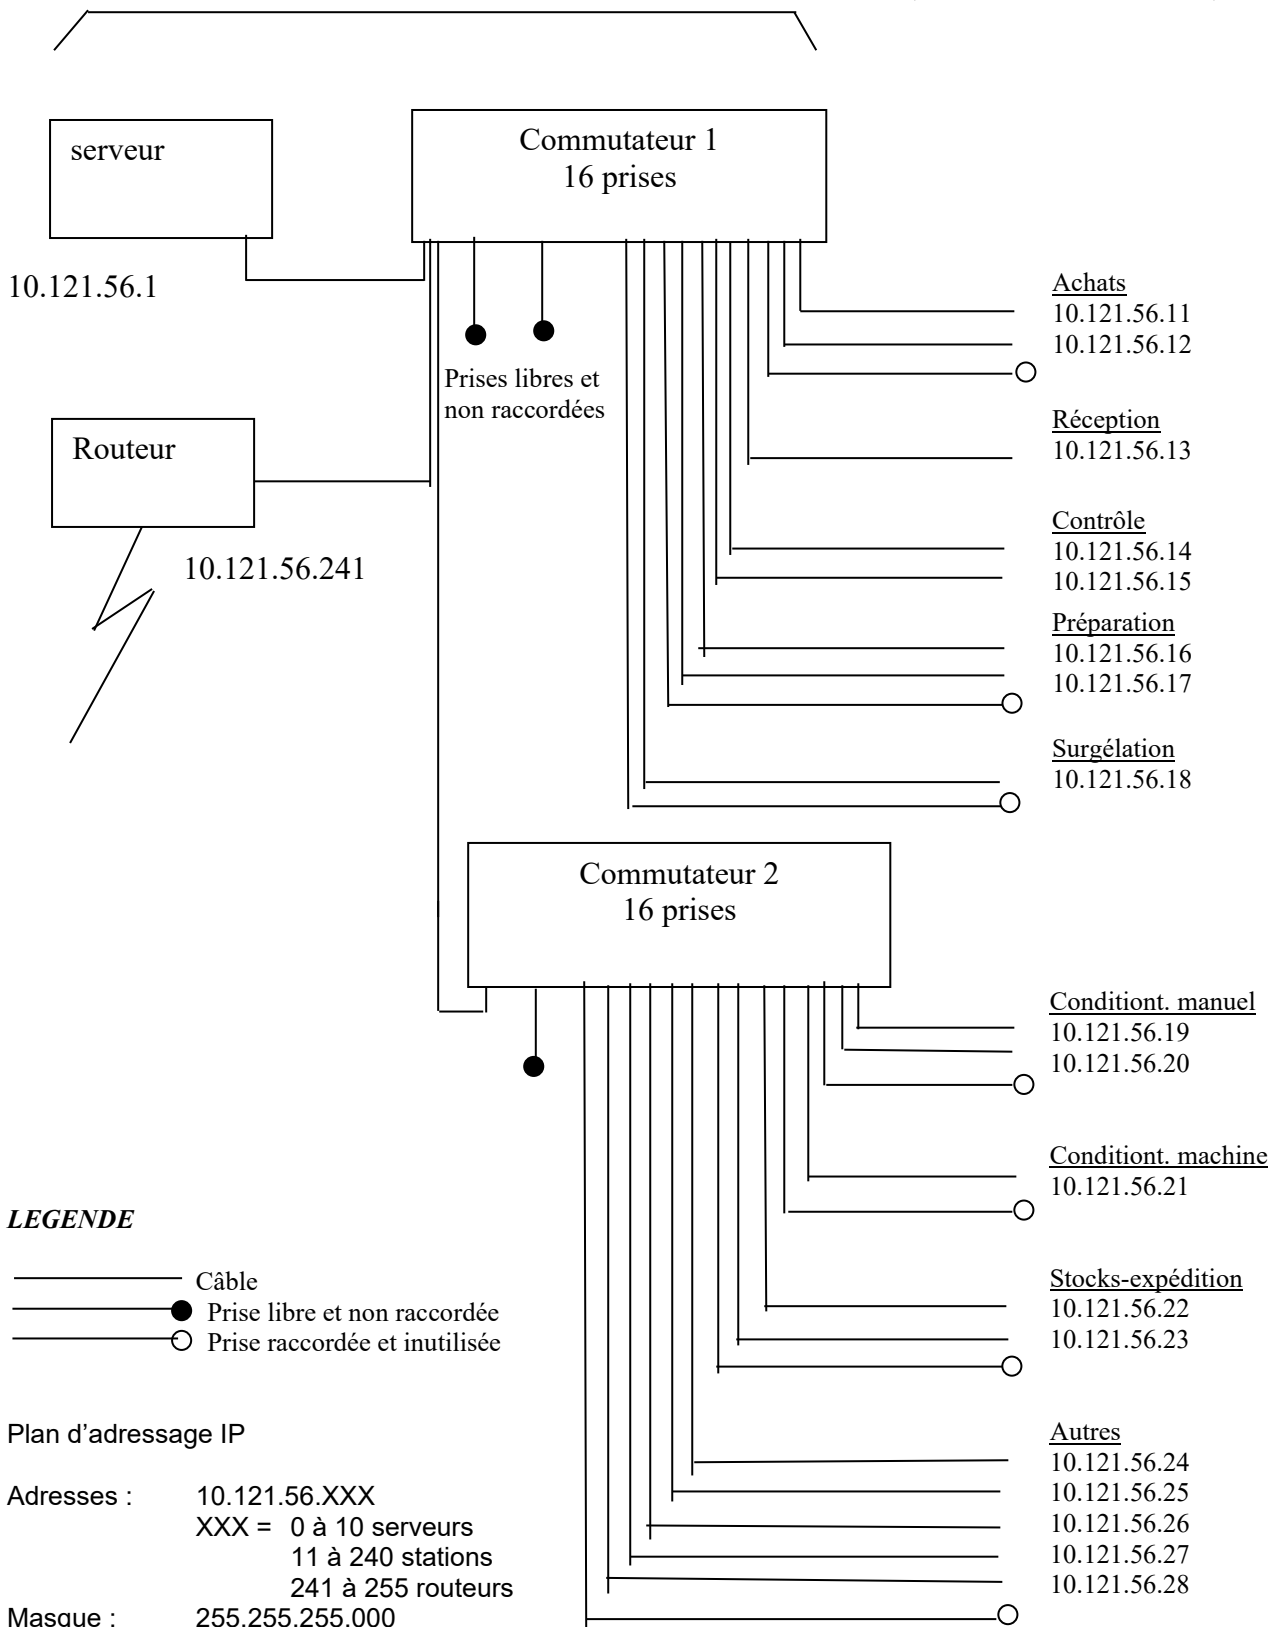 serveur
Commutateur 1
16 prises
10.121.56.1
Prises libres et
non raccordées
Achats
10.121.56.11
10.121.56.12
Réception
10.121.56.13
Routeur
10.121.56.241
Contrôle
10.121.56.14
10.121.56.15
Préparation
10.121.56.16
10.121.56.17
Surgélation
10.121.56.18
Commutateur 2
16 prises
Conditiont. manuel
10.121.56.19
10.121.56.20
Conditiont. machine
10.121.56.21
Stocks-expédition
10.121.56.22
10.121.56.23
Autres
10.121.56.24
10.121.56.25
10.121.56.26
10.121.56.27
10.121.56.28
LEGENDE
Câble
Prise libre et non raccordée
Prise raccordée et inutilisée
Plan d'adressage IP
Adresses : 10.121.56.XXX
XXX = 0 à 10 serveurs
11 à 240 stations
241 à 255 routeurs
Masque : 255.255.255.000